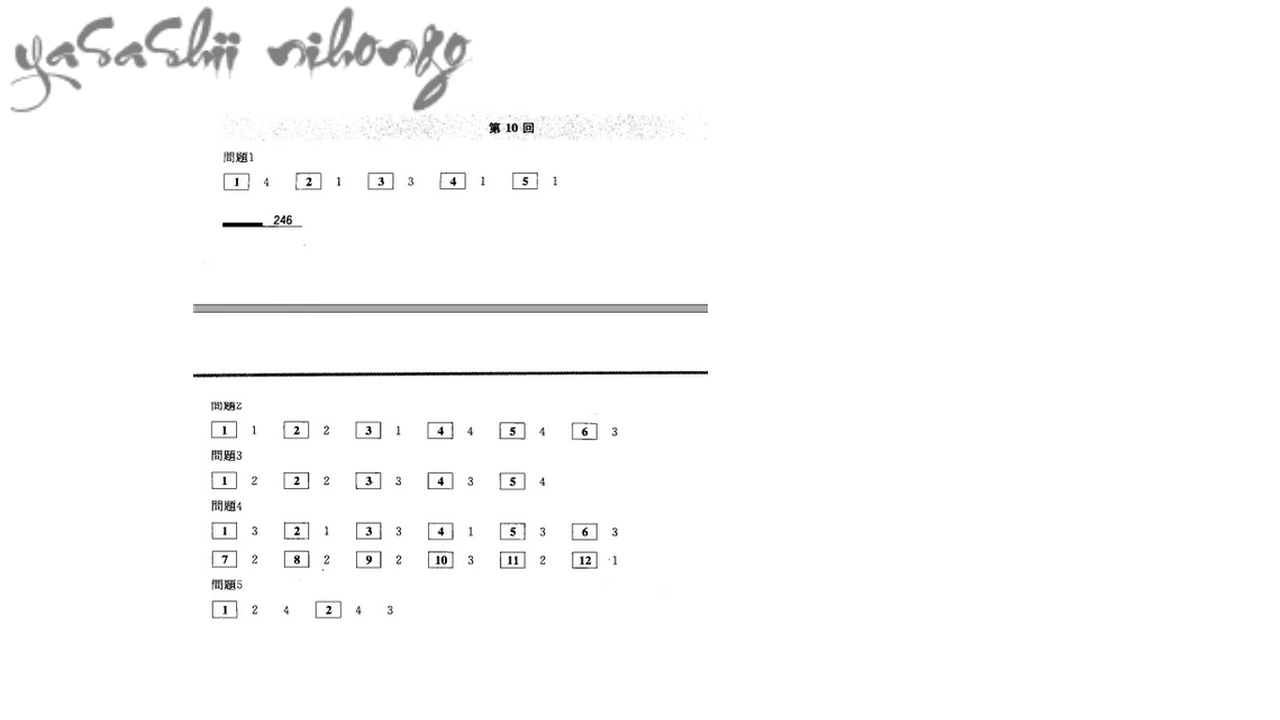 yasashii nihongo
第 10 回
問題1
1 4 2 1 3 3 4 1 5 1
246
問題2
1 1 2 2 3 1 4 4 5 4 6 3
問題3
1 2 2 2 3 3 4 3 5 4
問題4
1 3 2 1 3 3 4 1 5 3 6 3
7 2 8 2 9 2 10 3 11 2 12 1
問題5
1 2 4 2 4 3